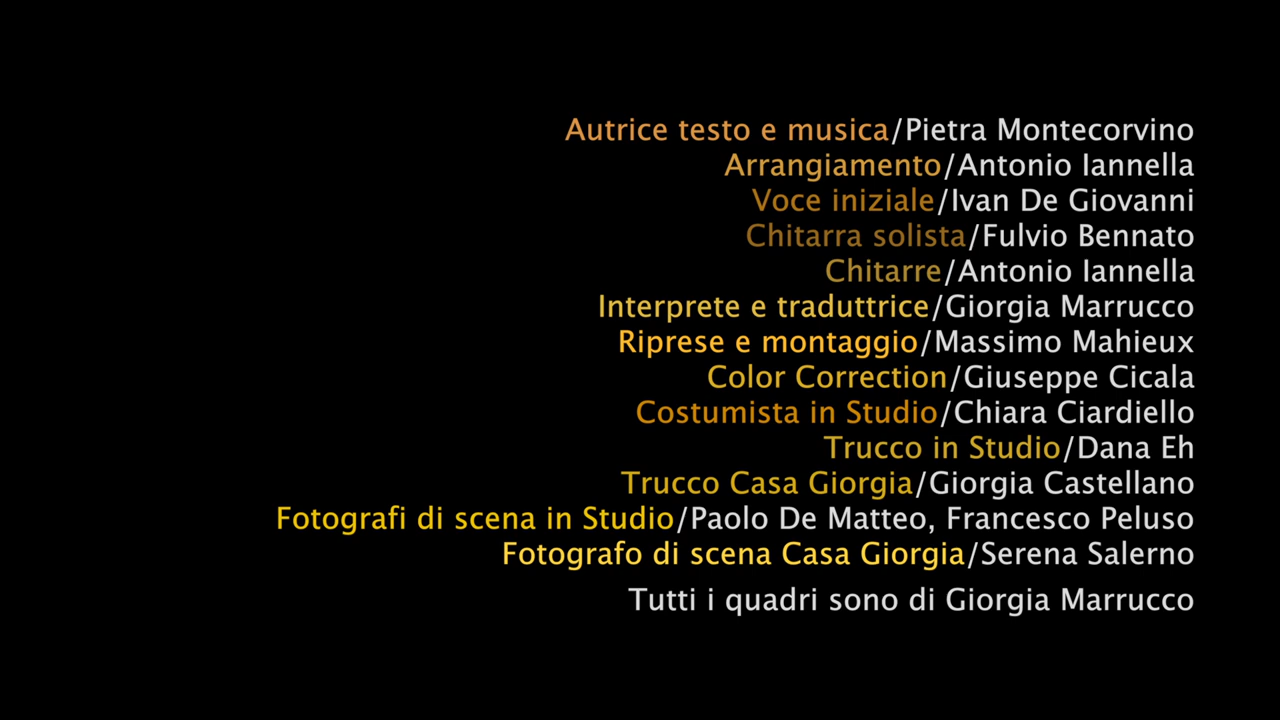 Autrice testo e musica/Pietra Montecorvino
Arrangiamento/Antonio Iannella
Voce iniziale/Ivan De Giovanni
Chitarra solista/Fulvio Bennato
Chitarre/Antonio Iannella
Interprete e traduttrice/Giorgia Marrucco
Riprese e montaggio/Massimo Mahieux
Color Correction/Giuseppe Cicala
Costumista in Studio/Chiara Ciardiello
Trucco in Studio/Dana Eh
Trucco Casa Giorgia/Giorgia Castellano
Fotografi di scena in Studio/Paolo De Matteo, Francesco Peluso
Fotografo di scena Casa Giorgia/Serena Salerno
Tutti i quadri sono di Giorgia Marrucco